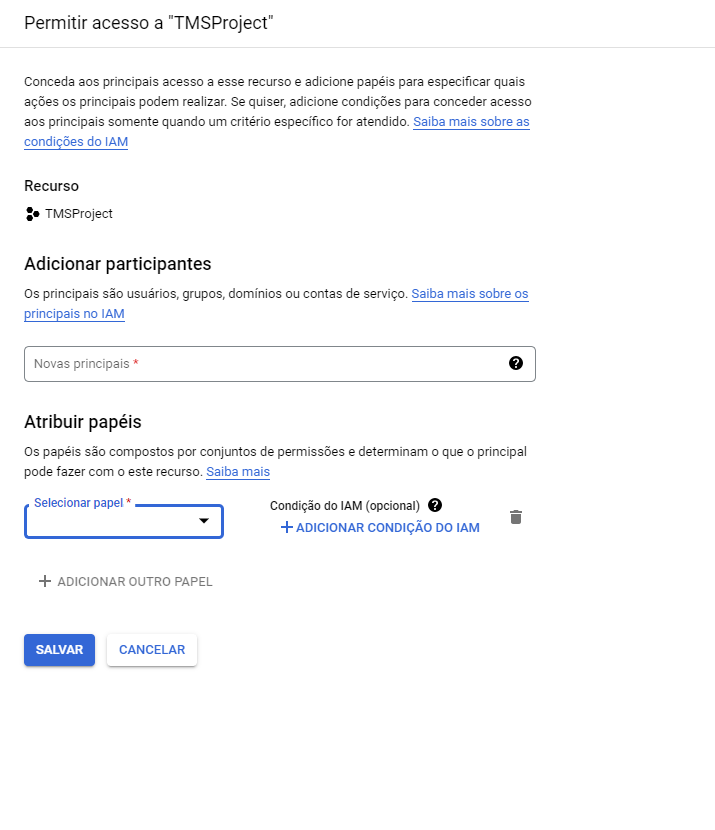 Permitir acesso a "TMSProject"
Conceda aos principais acesso a esse recurso e adicione papéis para especificar quais
ações os principais podem realizar. Se quiser, adicione condições para conceder acesso
aos principais somente quando um critério específico for atendido. Saiba mais sobre as
condições do IAM
Recurso
TMSProject
Adicionar participantes
Os principais são usuários, grupos, domínios ou contas de serviço. Saiba mais sobre os
principais no IAM
Novas principais *
Atribuir papéis
Os papéis são compostos por conjuntos de permissões e determinam o que o principal
pode fazer com o este recurso. Saiba mais
Selecionar papel *
Condição do IAM (opcional)
ADICIONAR CONDIÇÃO DO IAM
ADICIONAR OUTRO PAPEL
SALVAR
CANCELAR